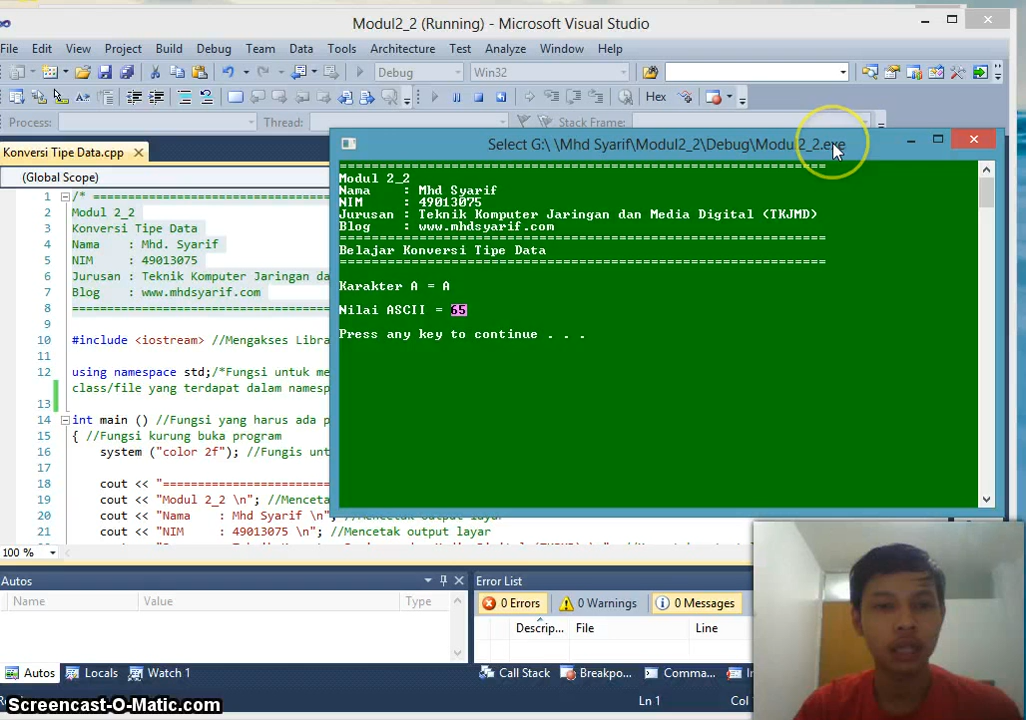 Modul2_2 (Running) - Microsoft Visual Studio
File Edit View Project Build Debug Team Data Tools Architecture Test Analyze Window Help
Debug Win32
Hex
Process: Thread: Stack Frame:
Konversi Tipe Data.cpp
(Global Scope)
1 /* =============================
2 Modul 2_2
3 Konversi Tipe Data
4 Nama : Mhd. Syarif
5 NIM : 49013075
6 Jurusan : Teknik Komputer Jaringan da
7 Blog : www.mhdsyarif.com
8 ================================
9
10 #include <iostream> //Mengakses Libra
11
12 using namespace std;/*Fungsi untuk me
class/file yang terdapat dalam namesp
13
14 int main () //Fungsi yang harus ada p
15 { //Fungsi kurung buka program
16 system ("color 2f"); //Fungis unt
17
18 cout << "========================
19 cout << "Modul 2_2 \n"; //Menceta
20 cout << "Nama : Mhd Syarif \n"; //Mencetak output layar
21 cout << "NIM : 49013075 \n"; //Mencetak output layar
Select G:\ \Mhd Syarif\Modul2_2\Debug\Modul2_2.exe
=============================================================
Modul 2_2
Nama : Mhd Syarif
NIM : 49013075
Jurusan : Teknik Komputer Jaringan dan Media Digital (TKJMD)
Blog : www.mhdsyarif.com
=============================================================
Belajar Konversi Tipe Data
=============================================================
Karakter A = A
Nilai ASCII = 65
Press any key to continue . . .
100 %
Autos
Name Value Type
Autos Locals Watch 1
Error List
0 Errors 0 Warnings 0 Messages
Descrip... File Line
Call Stack Breakpo... Comma...
Ln 1 Col
Screencast-O-Matic.com